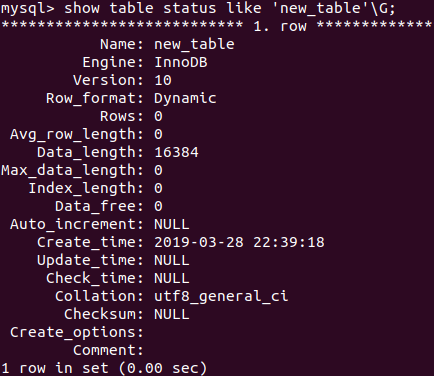 mysql> show table status like 'new_table'\G;
*************************** 1. row *************
Name: new_table
Engine: InnoDB
Version: 10
Row_format: Dynamic
Rows: 0
Avg_row_length: 0
Data_length: 16384
Max_data_length: 0
Index_length: 0
Data_free: 0
Auto_increment: NULL
Create_time: 2019-03-28 22:39:18
Update_time: NULL
Check_time: NULL
Collation: utf8_general_ci
Checksum: NULL
Create_options:
Comment:
1 row in set (0.00 sec)